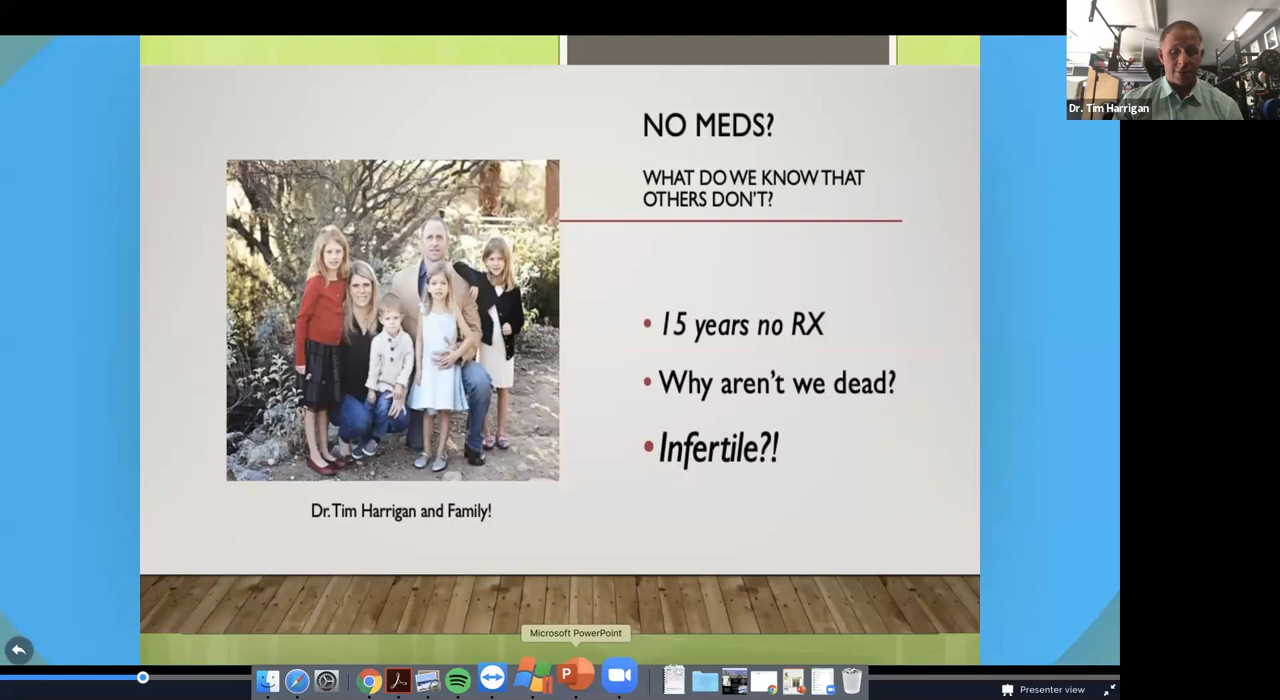 Dr. Tim Harrigan
NO MEDS?
WHAT DO WE KNOW THAT
OTHERS DON'T?
• 15 years no RX
• Why aren't we dead?
• Infertile?!
Dr. Tim Harrigan and Family!
Microsoft PowerPoint
Presenter view